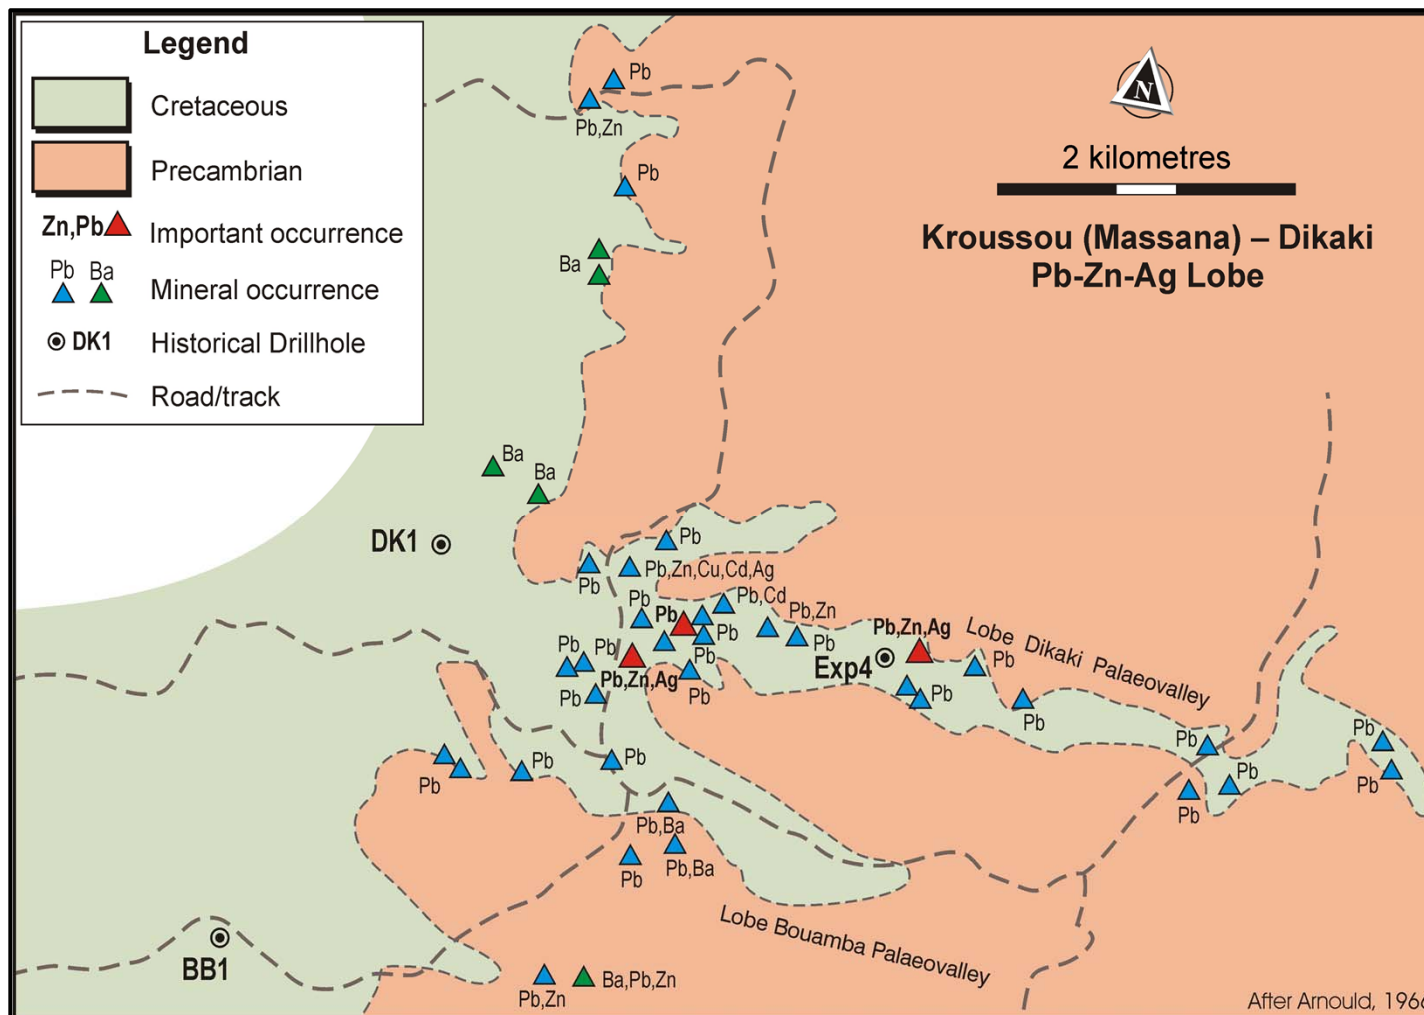 Legend
Cretaceous
Precambrian
Zn,Pb Important occurrence
Pb Ba
Mineral occurrence
DK1 Historical Drillhole
Road/track
N
2 kilometres
Kroussou (Massana) – Dikaki
Pb-Zn-Ag Lobe
Pb
Pb,Zn
Pb
Ba
Ba
Ba
DK1
Pb
Pb
Pb,Zn,Cu,Cd,Ag
Pb
Pb,Cd
Pb
Pb,Zn
Pb
Pb
Pb,Zn,Ag
Lobe Dikaki Palaeovalley
Pb
Pb
Pb
Exp4
Pb
Pb,Zn,Ag
Pb
Pb
Pb
Pb
Pb
Pb
Pb
Pb
Pb
Pb
Pb
Pb
Pb
Pb,Ba
Pb
Pb,Ba
Lobe Bouamba Palaeovalley
BB1
Pb,Zn
Ba,Pb,Zn
After Arnould, 1966